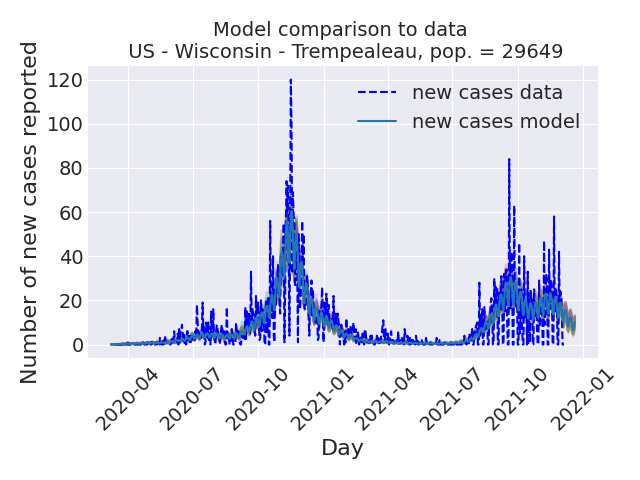 Model comparison to data
US - Wisconsin - Trempealeau, pop. = 29649
new cases data
new cases model
Number of new cases reported
120
100
80
60
40
20
0
2020-04
2020-07
2020-10
2021-01
2021-04
2021-07
2021-10
2022-01
Day